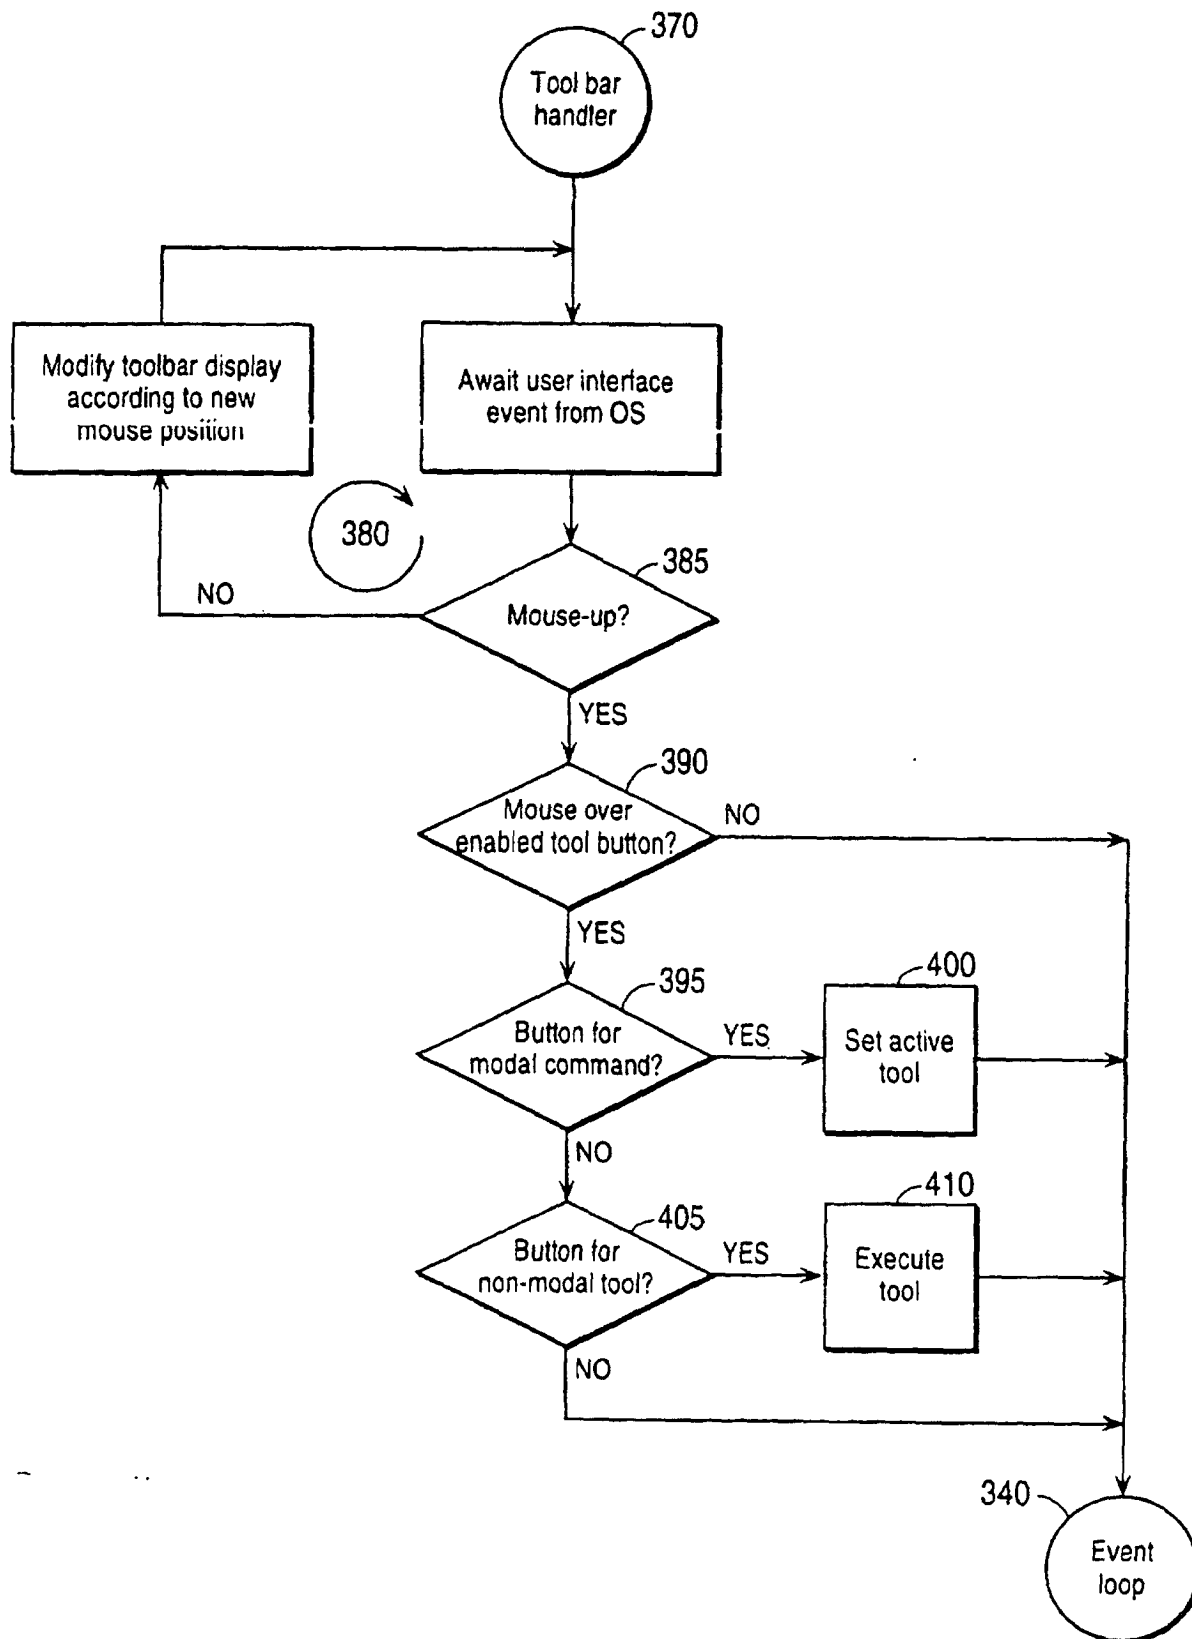 370
Tool bar
handler
Modify toolbar display
according to new
mouse position
Await user interface
event from OS
380
385
NO
Mouse-up?
YES
390
Mouse over
enabled tool button?
NO
YES
395
Button for
modal command?
YES
400
Set active
tool
NO
405
Button for
non-modal tool?
YES
410
Execute
tool
NO
340
Event
loop